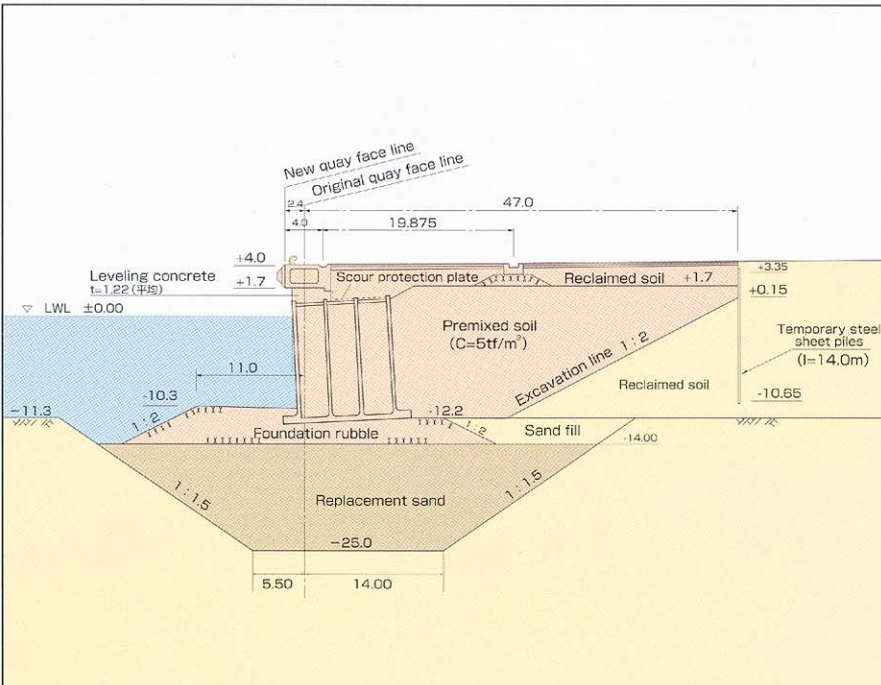 New quay face line
Original quay face line
2.4
47.0
4.0
19.875
+4.0
+3.35
Leveling concrete
t=1.22 (平均)
+1.7
Scour protection plate
Reclaimed soil
+1.7
+0.15
LWL ±0.00
Premixed soil
(C=5tf/m²)
Excavation line 1:2
Temporary steel
sheet piles
(l=14.0m)
11.0
Reclaimed soil
-10.3
-10.65
-11.3
1:2
-12.2
Foundation rubble
1:2
Sand fill
-14.00
1:1.5
Replacement sand
1:1.5
-25.0
5.50
14.00